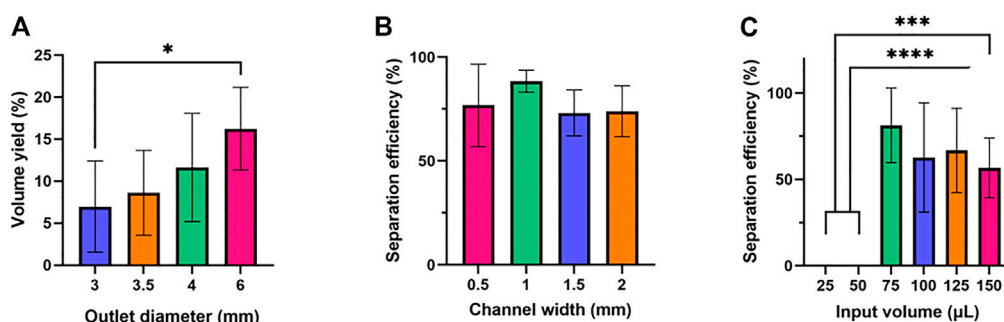 A
Volume yield (%)
25
20
15
10
5
0
*
3 3.5 4 6
Outlet diameter (mm)
B
Separation efficiency (%)
100
50
0
0.5 1 1.5 2
Channel width (mm)
C
Separation efficiency (%)
100
50
0
***
****
25 50 75 100 125 150
Input volume (µL)